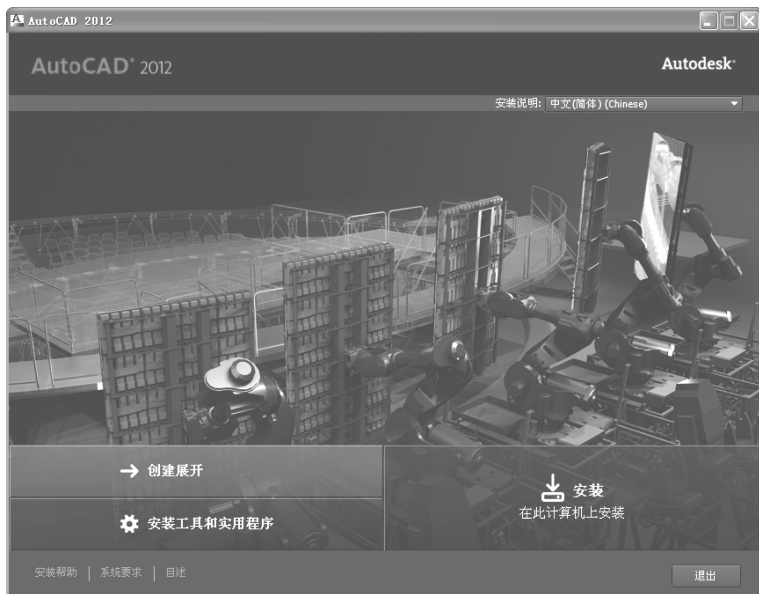 AutoCAD 2012
AutoCAD® 2012
Autodesk®
安装说明: 中文(简体) (Chinese)
创建展开
安装
在此计算机上安装
安装工具和实用程序
安装帮助 | 系统要求 | 自述
退出